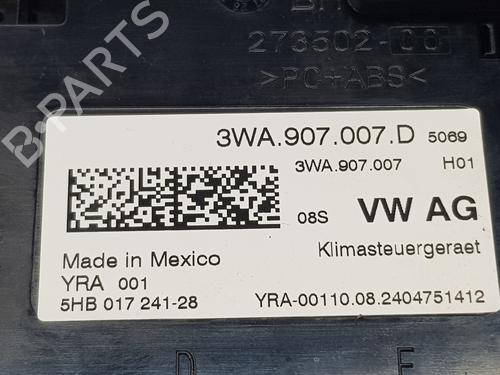 273502-00
>PC+ABS<
3WA.907.007.D 5069
3WA.907.007 H01
08S VW AG
Made in Mexico
Klimasteuergeraet
YRA 001
5HB 017 241-28
YRA-00110.08.2404751412
B-PARTS